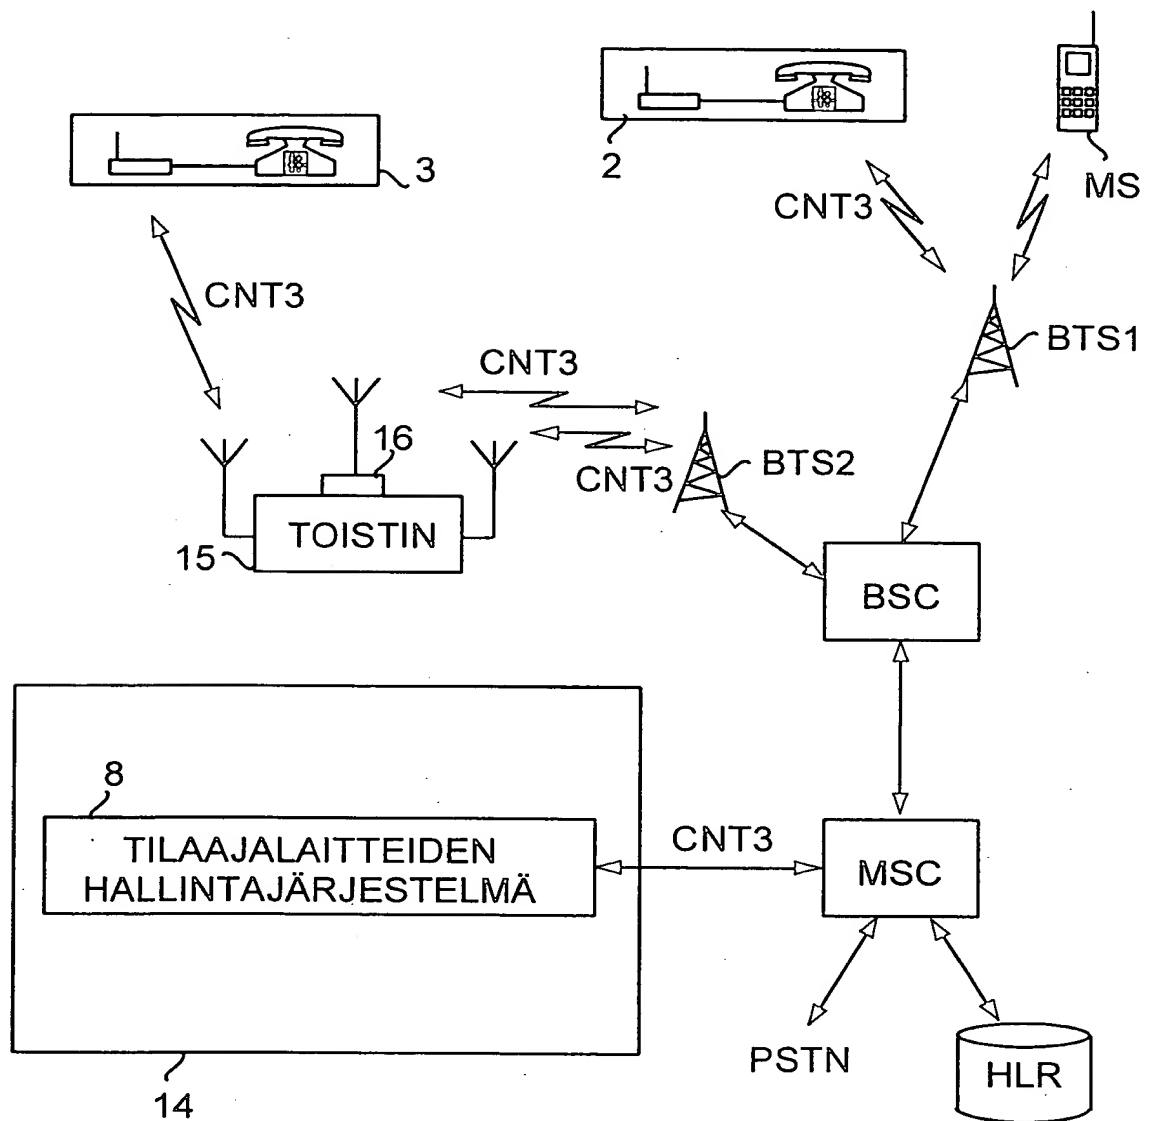 2
3
MS
CNT3
CNT3
BTS1
CNT3
16
CNT3
BTS2
TOISTIN
15
BSC
8
TILAAJALAITTEIDEN
HALLINTAJÄRJESTELMÄ
CNT3
MSC
PSTN
HLR
14